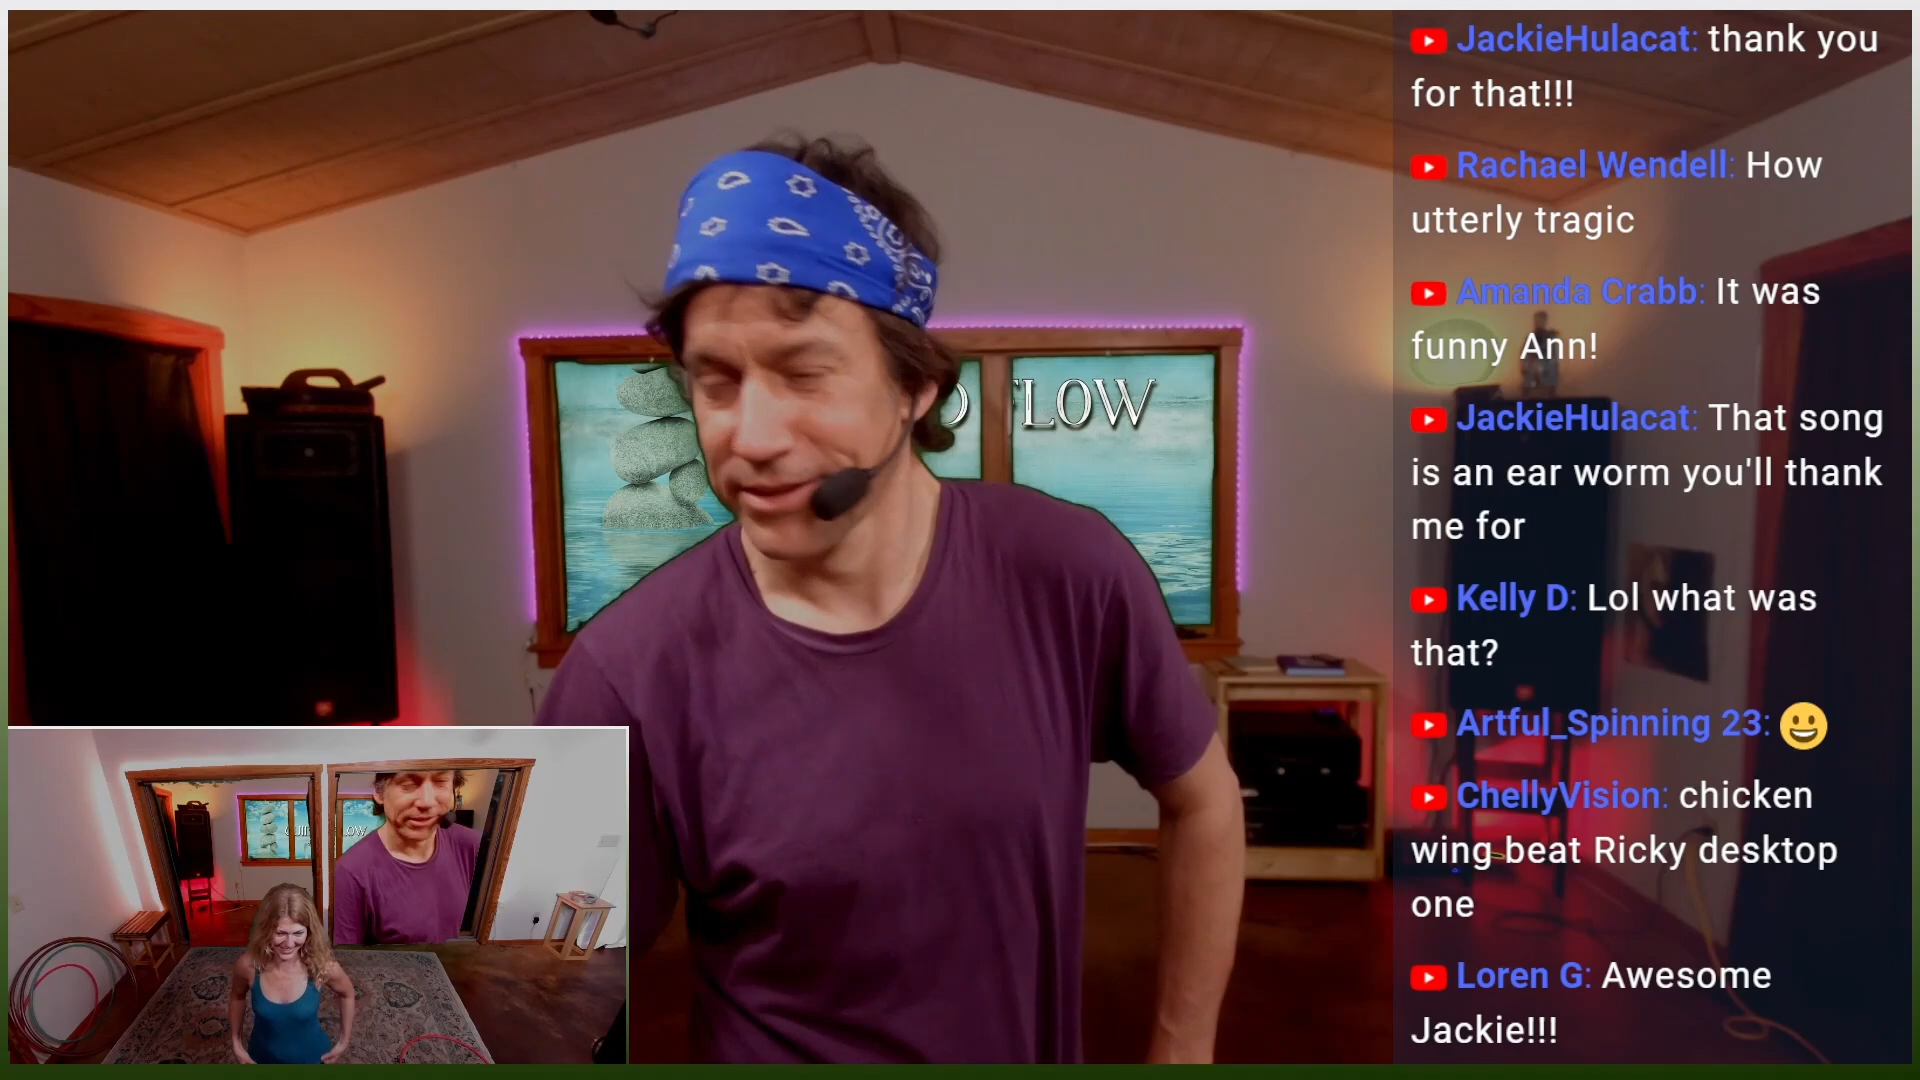 FLOW
JackieHulacat: thank you
for that!!!
Rachael Wendell: How
utterly tragic
Amanda Crabb: It was
funny Ann!
JackieHulacat: That song
is an ear worm you'll thank
me for
Kelly D: Lol what was
that?
Artful_Spinning 23: 😀
ChellyVision: chicken
wing beat Ricky desktop
one
Loren G: Awesome
Jackie!!!